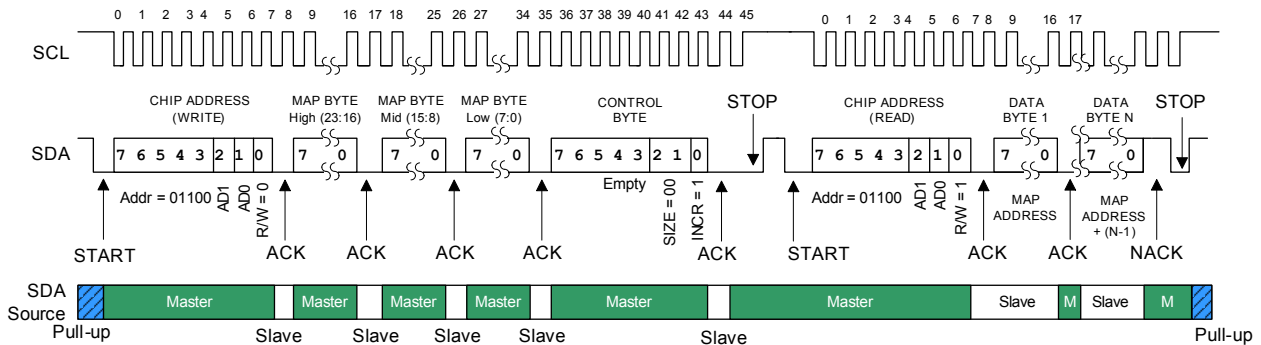 0 1 2 3 4 5 6 7 8 9 16 17 18 25 26 27 34 35 36 37 38 39 40 41 42 43 44 45 0 1 2 3 4 5 6 7 8 9 16 17
SCL
CHIP ADDRESS
(WRITE)
MAP BYTE
High (23:16)
MAP BYTE
Mid (15:8)
MAP BYTE
Low (7:0)
CONTROL
BYTE
STOP
CHIP ADDRESS
(READ)
DATA
BYTE 1
DATA
BYTE N
STOP
SDA
7 6 5 4 3 2 1 0 7 0 7 0 7 0 7 6 5 4 3 2 1 0 7 6 5 4 3 2 1 0 7 0 7 0
Addr = 01100
AD1
AD0
R/W = 0
Empty
SIZE = 00
INCR = 1
Addr = 01100
AD1
AD0
R/W = 1
MAP
ADDRESS
MAP
ADDRESS
+ (N-1)
START ACK ACK ACK ACK ACK START ACK ACK NACK
SDA
Source
Master Master Master Master Master Master Slave M Slave M
Pull-up Slave Slave Slave Slave Slave Pull-up